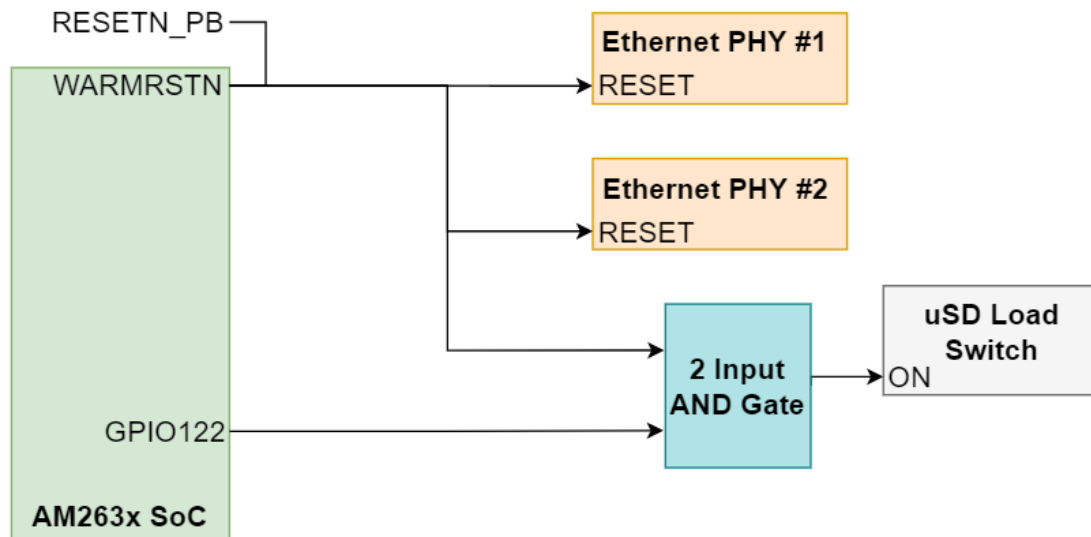 RESETN_PB
WARMRSTN
Ethernet PHY #1
RESET
Ethernet PHY #2
RESET
uSD Load
Switch
ON
2 Input
AND Gate
GPIO122
AM263x SoC